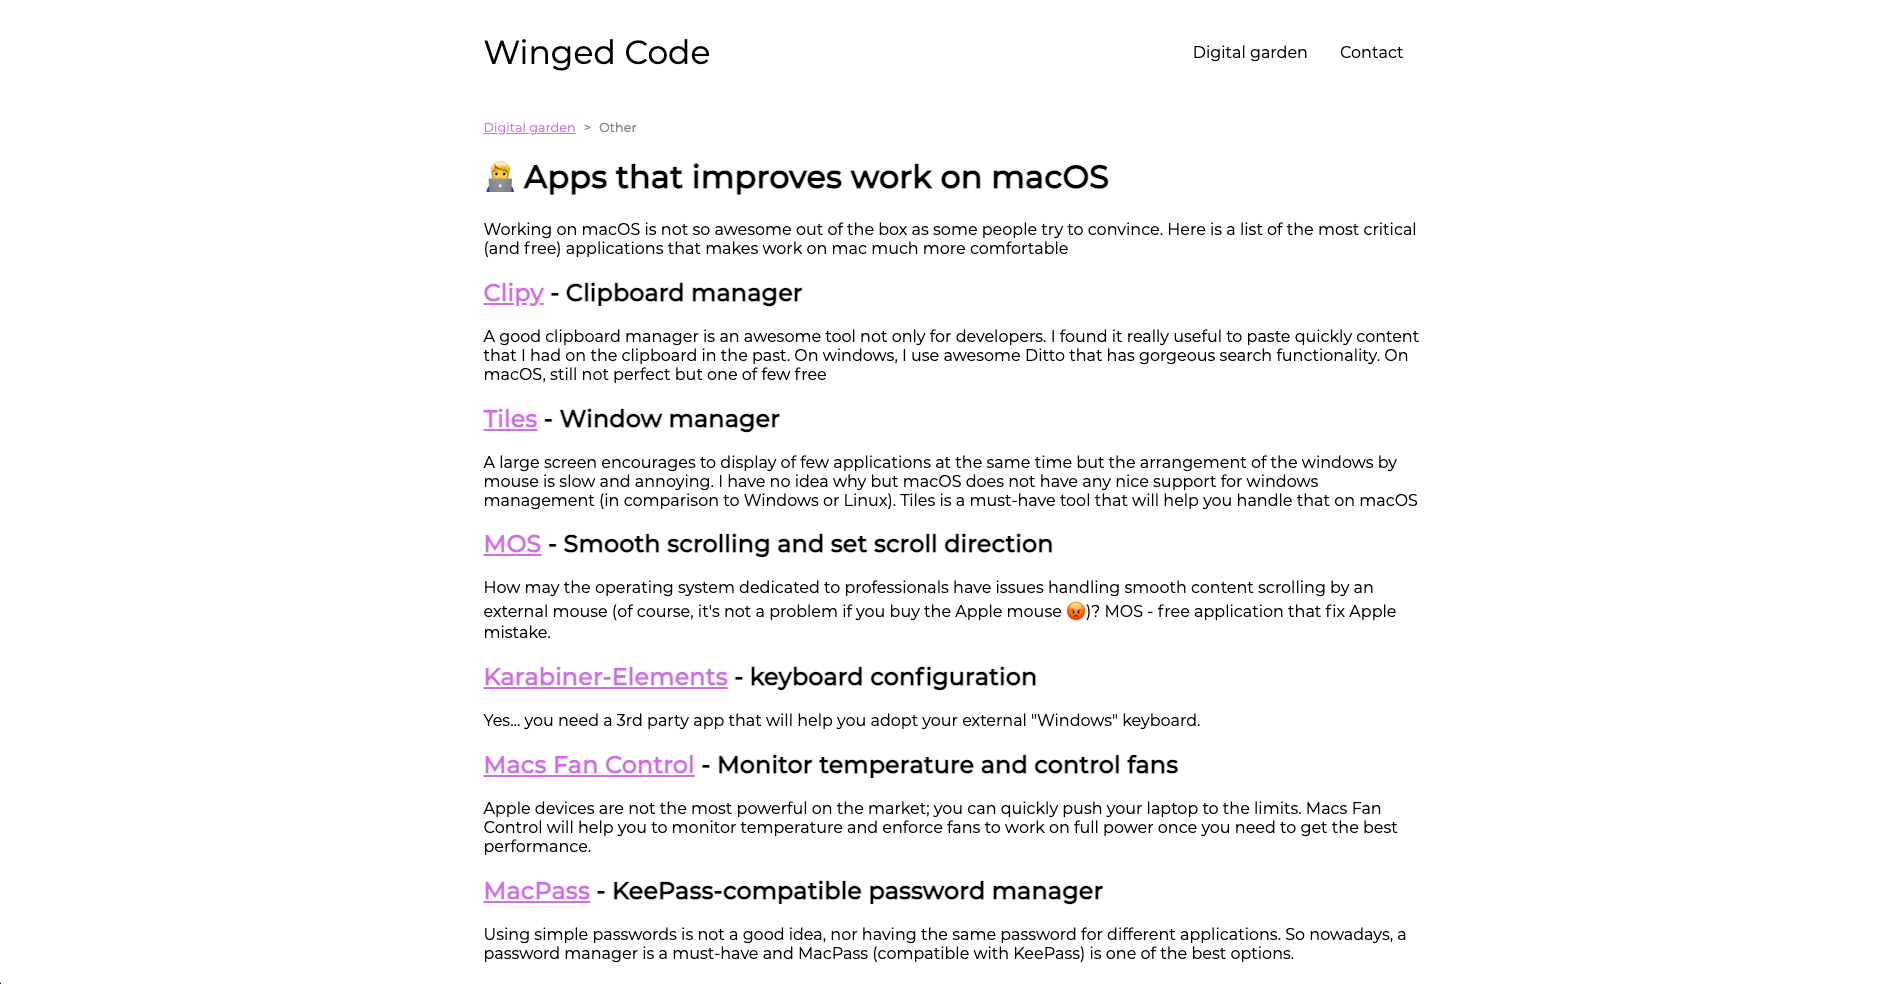 Winged Code
Digital garden
Contact
Digital garden > Other
Apps that improves work on macOS
Working on macOS is not so awesome out of the box as some people try to convince. Here is a list of the most critical
(and free) applications that makes work on mac much more comfortable
Clipy - Clipboard manager
A good clipboard manager is an awesome tool not only for developers. I found it really useful to paste quickly content
that I had on the clipboard in the past. On windows, I use awesome Ditto that has gorgeous search functionality. On
macOS, still not perfect but one of few free
Tiles - Window manager
A large screen encourages to display of few applications at the same time but the arrangement of the windows by
mouse is slow and annoying. I have no idea why but macOS does not have any nice support for windows
management (in comparison to Windows or Linux). Tiles is a must-have tool that will help you handle that on macOS
MOS - Smooth scrolling and set scroll direction
How may the operating system dedicated to professionals have issues handling smooth content scrolling by an
external mouse (of course, it's not a problem if you buy the Apple mouse 😡)? MOS - free application that fix Apple
mistake.
Karabiner-Elements - keyboard configuration
Yes... you need a 3rd party app that will help you adopt your external "Windows" keyboard.
Macs Fan Control - Monitor temperature and control fans
Apple devices are not the most powerful on the market; you can quickly push your laptop to the limits. Macs Fan
Control will help you to monitor temperature and enforce fans to work on full power once you need to get the best
performance.
MacPass - KeePass-compatible password manager
Using simple passwords is not a good idea, nor having the same password for different applications. So nowadays, a
password manager is a must-have and MacPass (compatible with KeePass) is one of the best options.